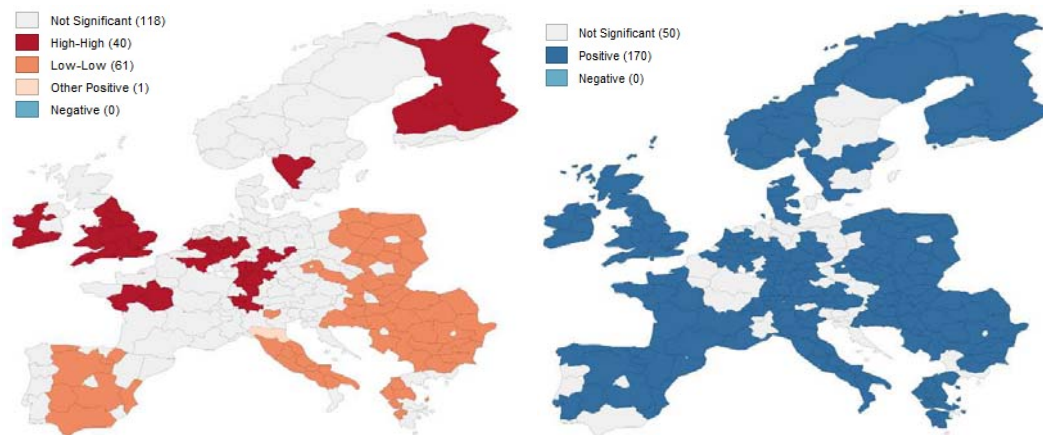 Not Significant (118)
High-High (40)
Low-Low (61)
Other Positive (1)
Negative (0)
Not Significant (50)
Positive (170)
Negative (0)